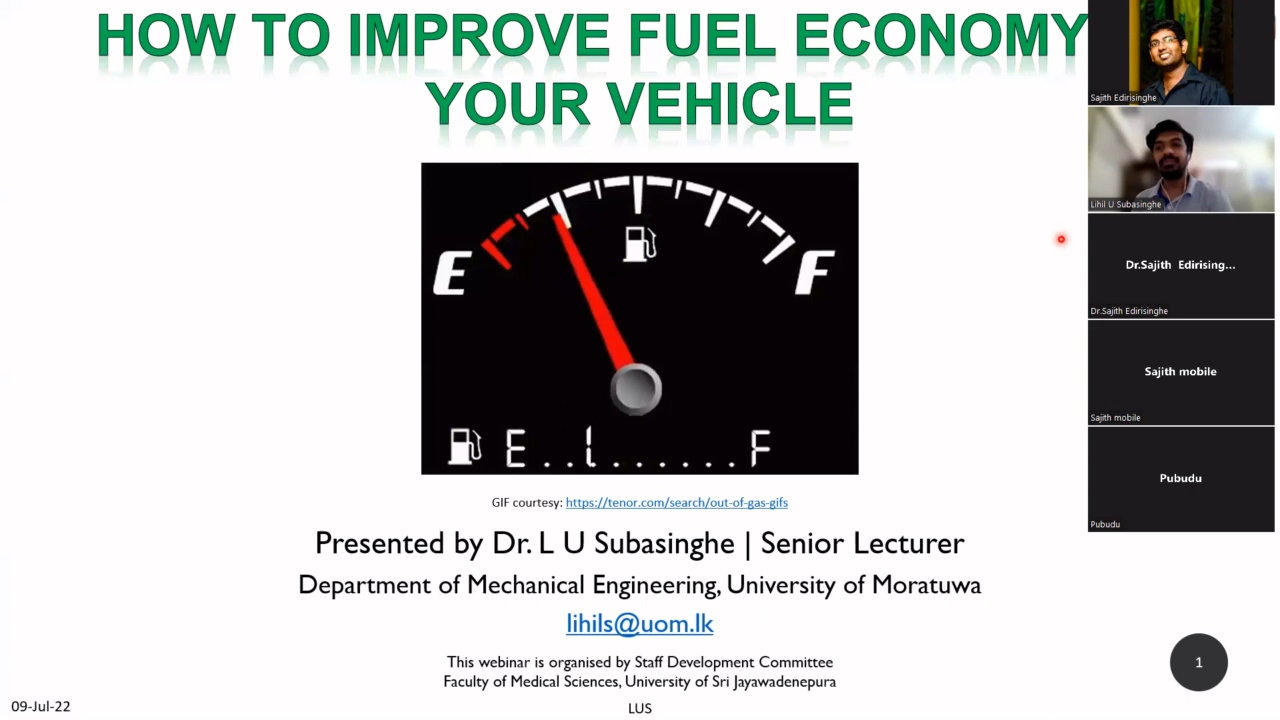 HOW TO IMPROVE FUEL ECONOMY
YOUR VEHICLE
E
F
E..l......F
GIF courtesy: https://tenor.com/search/out-of-gas-gifs
Presented by Dr. L U Subasinghe | Senior Lecturer
Department of Mechanical Engineering, University of Moratuwa
lihils@uom.lk
This webinar is organised by Staff Development Committee
Faculty of Medical Sciences, University of Sri Jayawadenepura
09-Jul-22
LUS
1
Sajith Edirisinghe
Lihil U Subasinghe
Dr.Sajith Edirising...
Dr.Sajith Edirisinghe
Sajith mobile
Sajith mobile
Pubudu
Pubudu